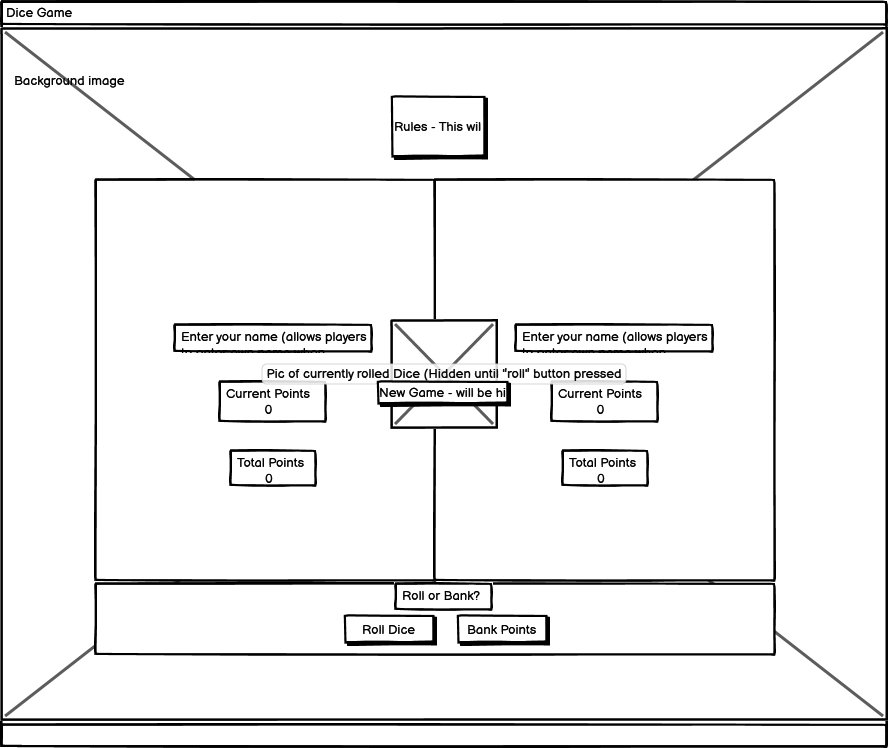 Dice Game
Background image
Rules - This wil
Enter your name (allows players
Enter your name (allows players
Pic of currently rolled Dice (Hidden until "roll" button pressed
New Game - will be hi
Current Points
0
Current Points
0
Total Points
0
Total Points
0
Roll or Bank?
Roll Dice
Bank Points